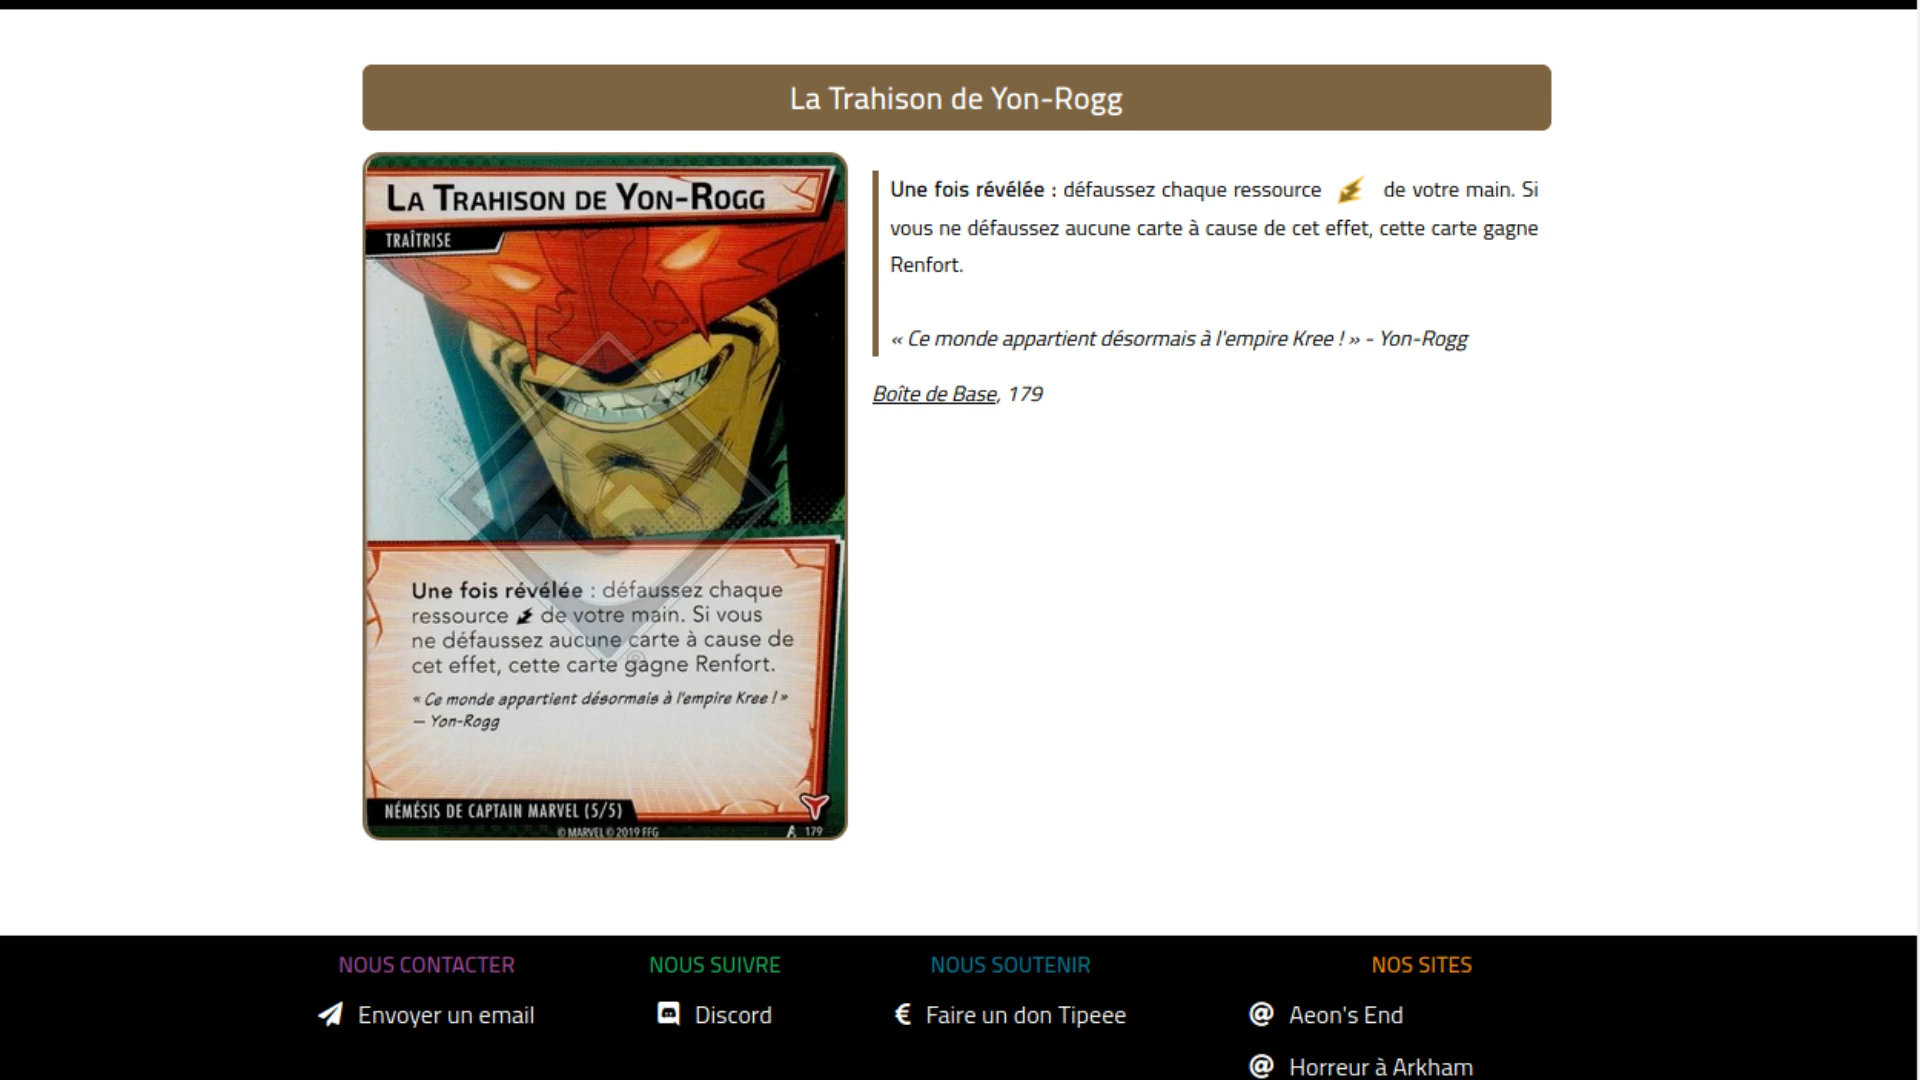 La Trahison de Yon-Rogg
LA TRAHISON DE YON-ROGG
TRAÎTRISE
Une fois révélée : défaussez chaque
ressource de votre main. Si vous
ne défaussez aucune carte à cause de
cet effet, cette carte gagne Renfort.
« Ce monde appartient désormais à l'empire Kree ! »
— Yon-Rogg
NÉMÉSIS DE CAPTAIN MARVEL (5/5)
© MARVEL © 2019 FFG
179
Une fois révélée : défaussez chaque ressource de votre main. Si
vous ne défaussez aucune carte à cause de cet effet, cette carte gagne
Renfort.
« Ce monde appartient désormais à l'empire Kree ! » - Yon-Rogg
Boîte de Base, 179
NOUS CONTACTER
Envoyer un email
NOUS SUIVRE
Discord
NOUS SOUTENIR
€ Faire un don Tipeee
NOS SITES
@ Aeon's End
@ Horreur à Arkham